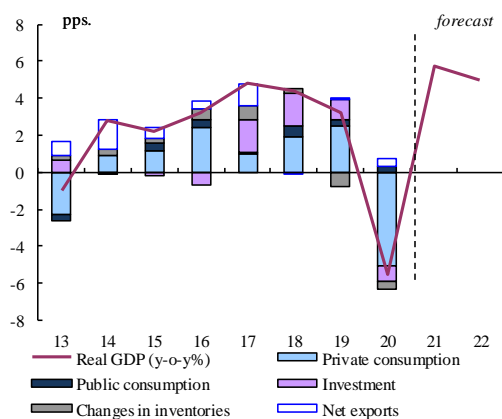 pps.
forecast
8
6
4
2
0
-2
-4
-6
-8
13 14 15 16 17 18 19 20 21 22
Real GDP (y-o-y%) Private consumption
Public consumption Investment
Changes in inventories Net exports